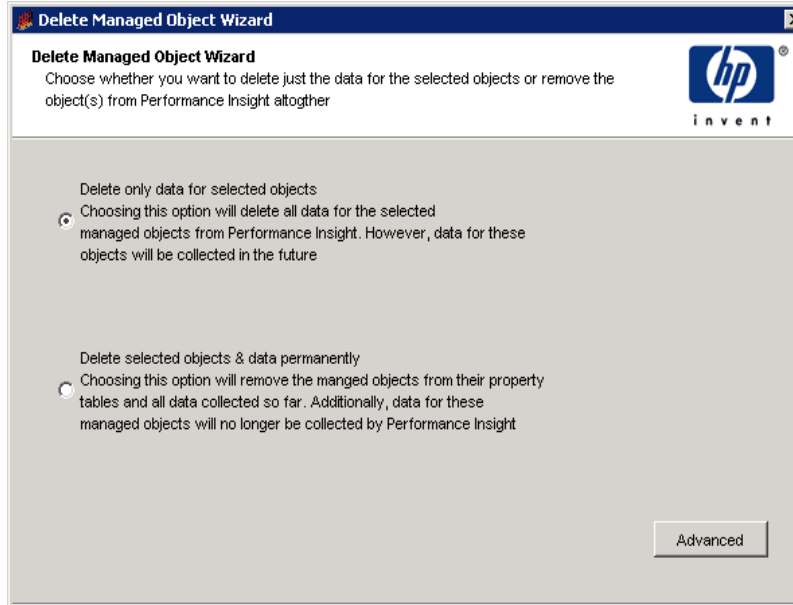 Delete Managed Object Wizard
Delete Managed Object Wizard
Choose whether you want to delete just the data for the selected objects or remove the
object(s) from Performance Insight altogther
hp
®
invent
Delete only data for selected objects
Choosing this option will delete all data for the selected
managed objects from Performance Insight. However, data for these
objects will be collected in the future
Delete selected objects & data permanently
Choosing this option will remove the manged objects from their property
tables and all data collected so far. Additionally, data for these
managed objects will no longer be collected by Performance Insight
Advanced